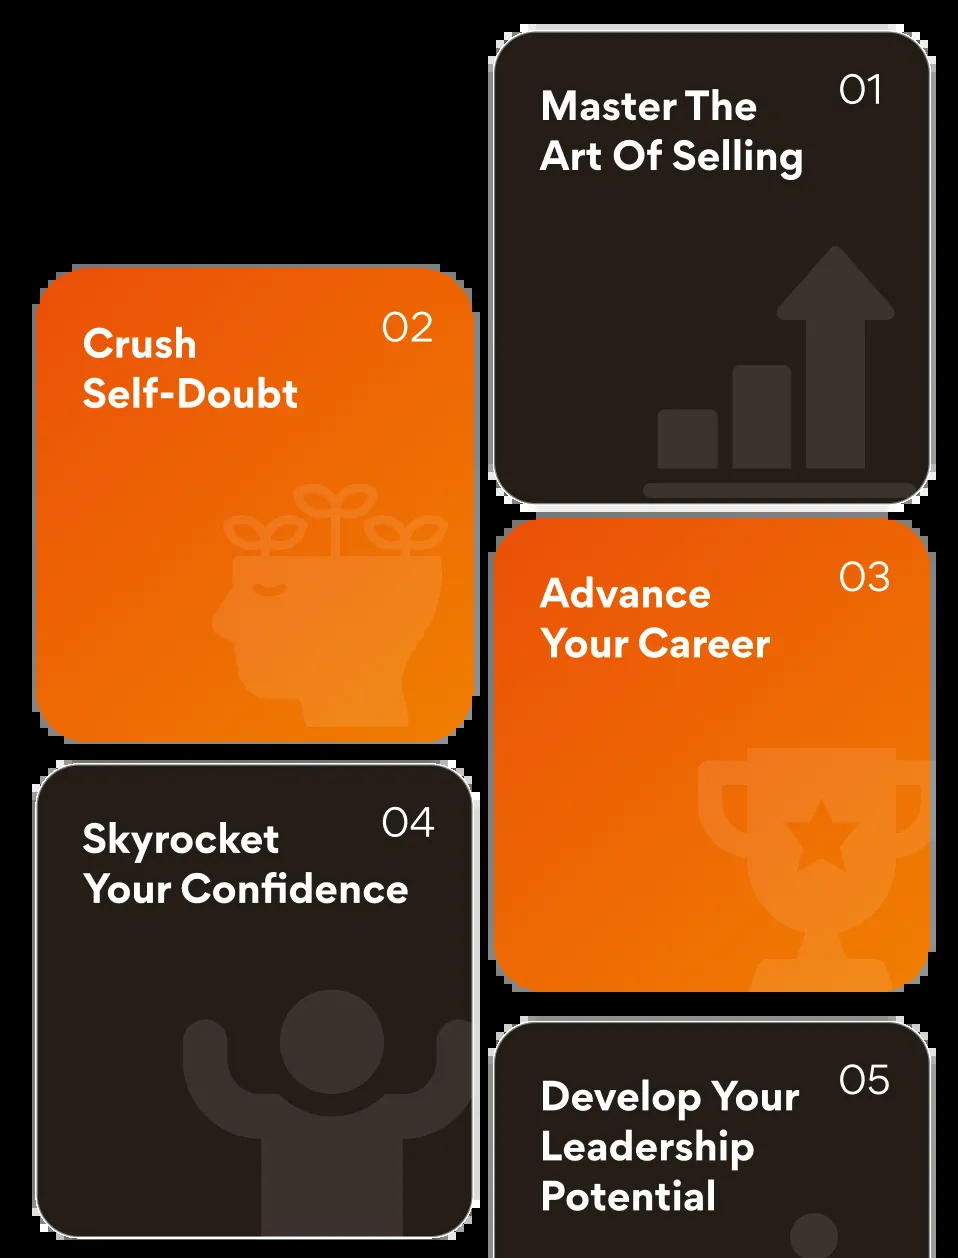 01
Master The
Art Of Selling
02
Crush
Self-Doubt
03
Advance
Your Career
04
Skyrocket
Your Confidence
05
Develop Your
Leadership
Potential